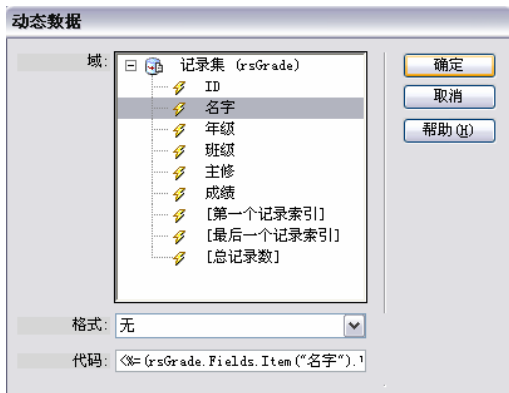 动态数据
域:
记录集 (rsGrade)
ID
名字
年级
班级
主修
成绩
[第一个记录索引]
[最后一个记录索引]
[总记录数]
格式: 无
代码: <%=(rsGrade.Fields.Item("名字").
确定
取消
帮助(H)